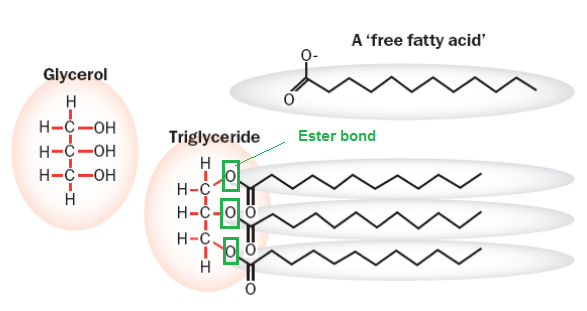 A 'free fatty acid'
O-
O
Glycerol
H
H-C-OH
H-C-OH
H-C-OH
H
Triglyceride
Ester bond
H
H-C
O
O
H-C-O
O
H-C
O
H
O